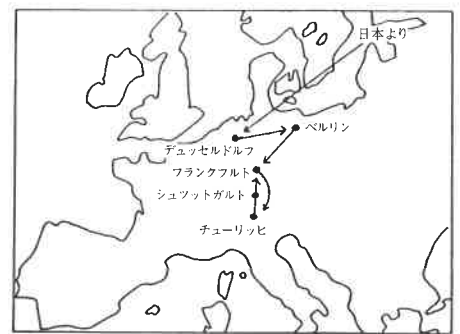 日本より
ベルリン
デュッセルドルフ
フランクフルト
シュツットガルト
チューリッヒ